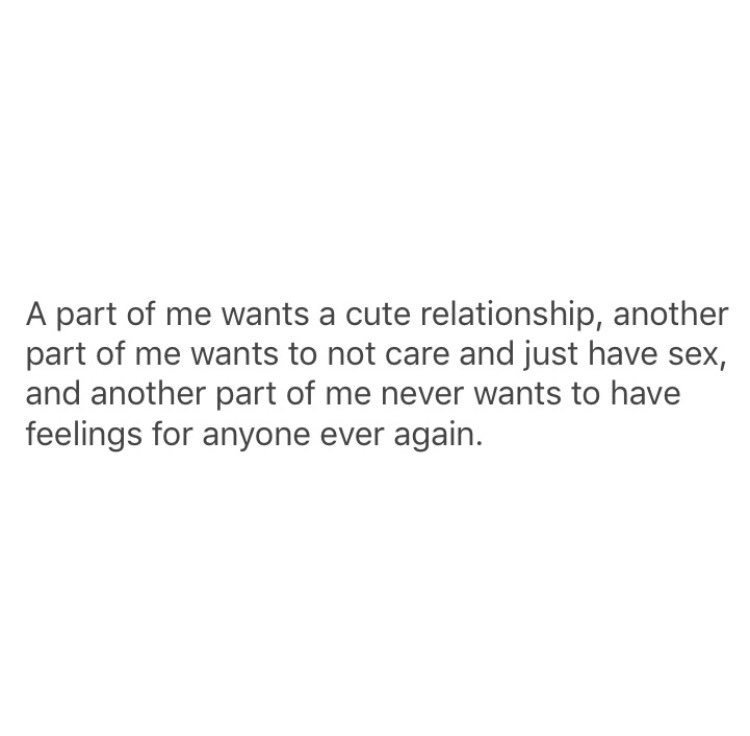 A part of me wants a cute relationship, another
part of me wants to not care and just have sex,
and another part of me never wants to have
feelings for anyone ever again.